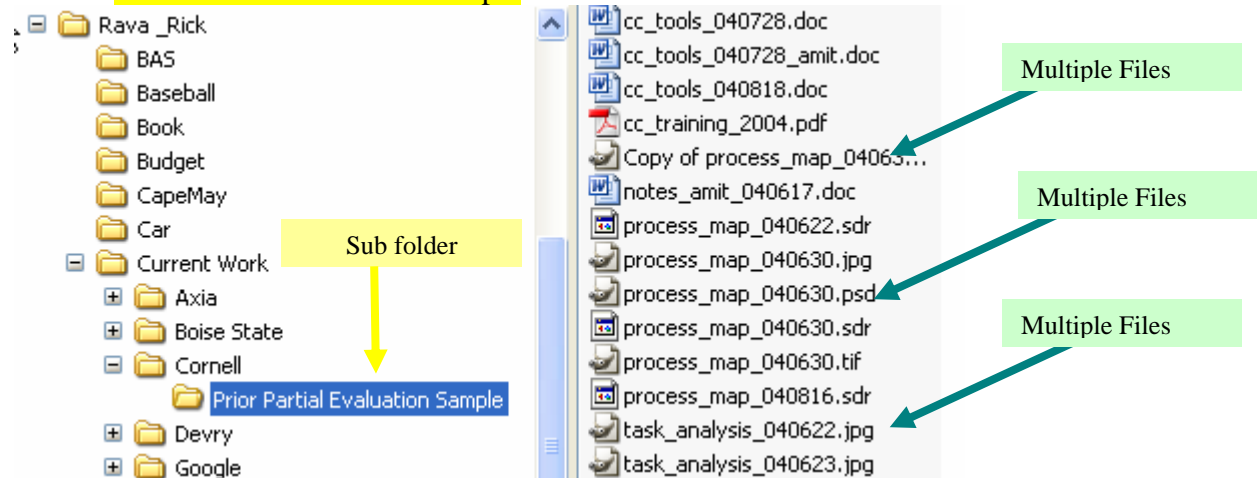 Rava _Rick
BAS
Baseball
Book
Budget
CapeMay
Car
Current Work
Axia
Boise State
Cornell
Prior Partial Evaluation Sample
Devry
Google
Sub folder
cc_tools_040728.doc
cc_tools_040728_amit.doc
cc_tools_040818.doc
cc_training_2004.pdf
Copy of process_map_04063...
notes_amit_040617.doc
process_map_040622.sdr
process_map_040630.jpg
process_map_040630.psd
process_map_040630.sdr
process_map_040630.tif
process_map_040816.sdr
task_analysis_040622.jpg
task_analysis_040623.jpg
Multiple Files
Multiple Files
Multiple Files